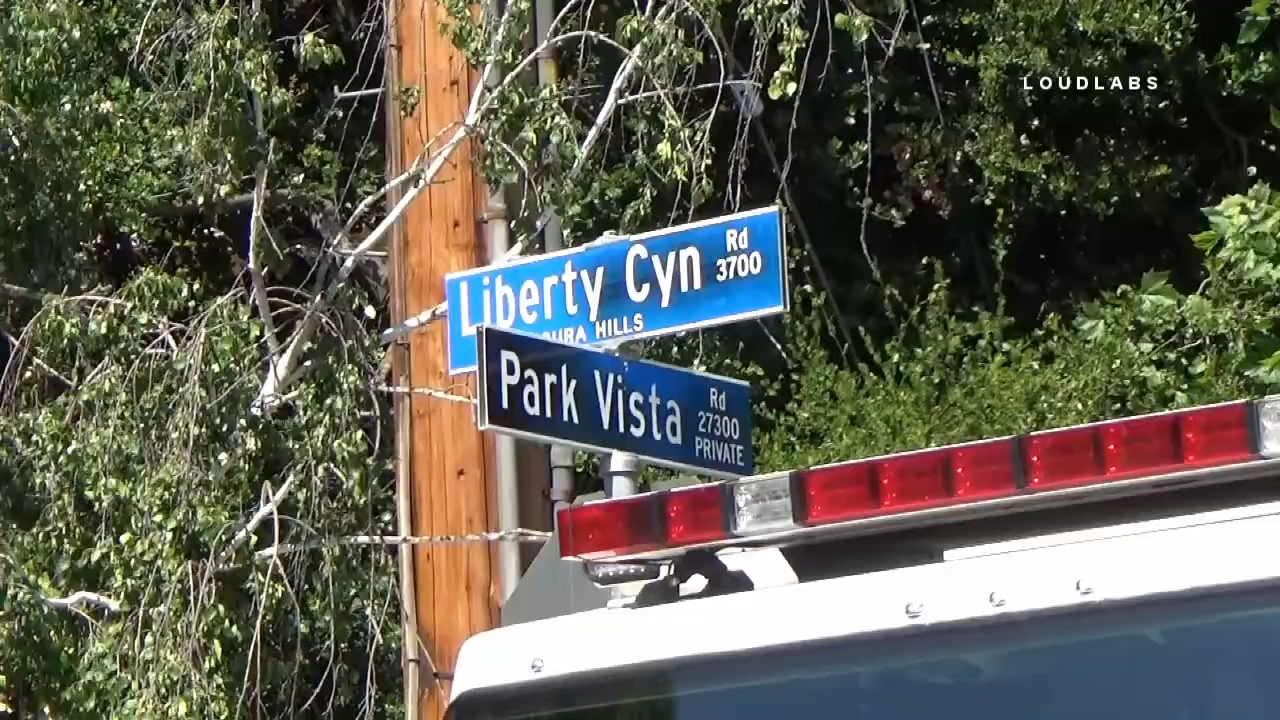 LOUDLABS
Liberty Cyn Rd
3700
HILLS
Park Vista Rd
27300
PRIVATE